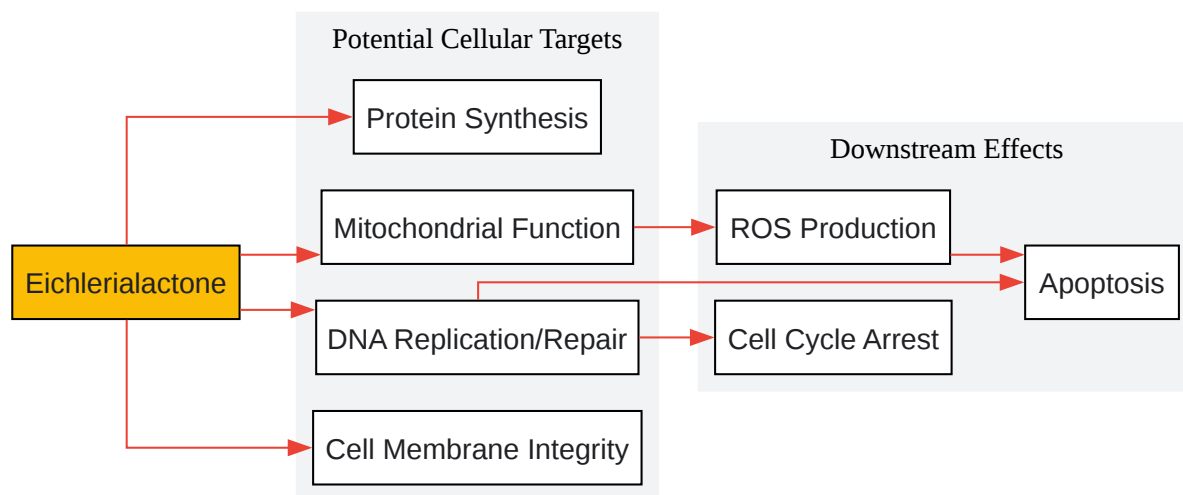 Potential Cellular Targets
Protein Synthesis
Downstream Effects
Mitochondrial Function
ROS Production
Eichlerialactone
Apoptosis
DNA Replication/Repair
Cell Cycle Arrest
Cell Membrane Integrity